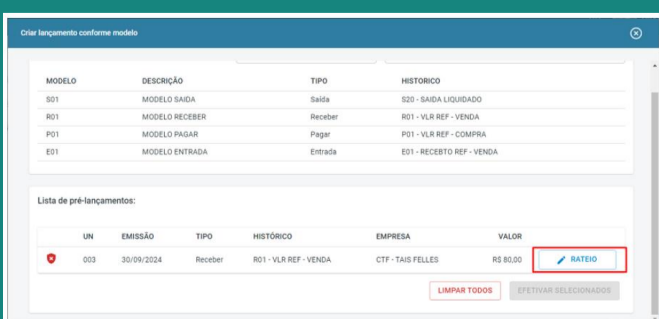 Criar lançamento conforme modelo
MODELO DESCRIÇÃO TIPO HISTORICO
S01 MODELO SAIDA Saída S20 - SAIDA LIQUIDADO
R01 MODELO RECEBER Receber R01 - VLR REF - VENDA
P01 MODELO PAGAR Pagar P01 - VLR REF - COMPRA
E01 MODELO ENTRADA Entrada E01 - RECEBTO REF - VENDA
Lista de pré-lançamentos:
UN EMISSÃO TIPO HISTÓRICO EMPRESA VALOR
003 30/09/2024 Receber R01 - VLR REF - VENDA CTF - TAIS FELLES R$ 80,00 RATEIO
LIMPAR TODOS EFETIVAR SELECIONADOS